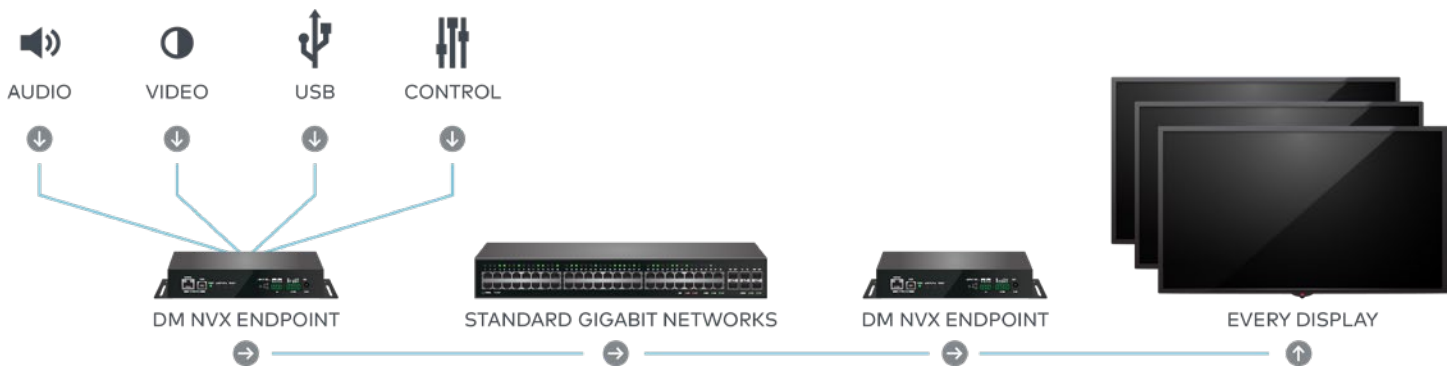 AUDIO
VIDEO
USB
CONTROL
DM NVX ENDPOINT
STANDARD GIGABIT NETWORKS
DM NVX ENDPOINT
EVERY DISPLAY